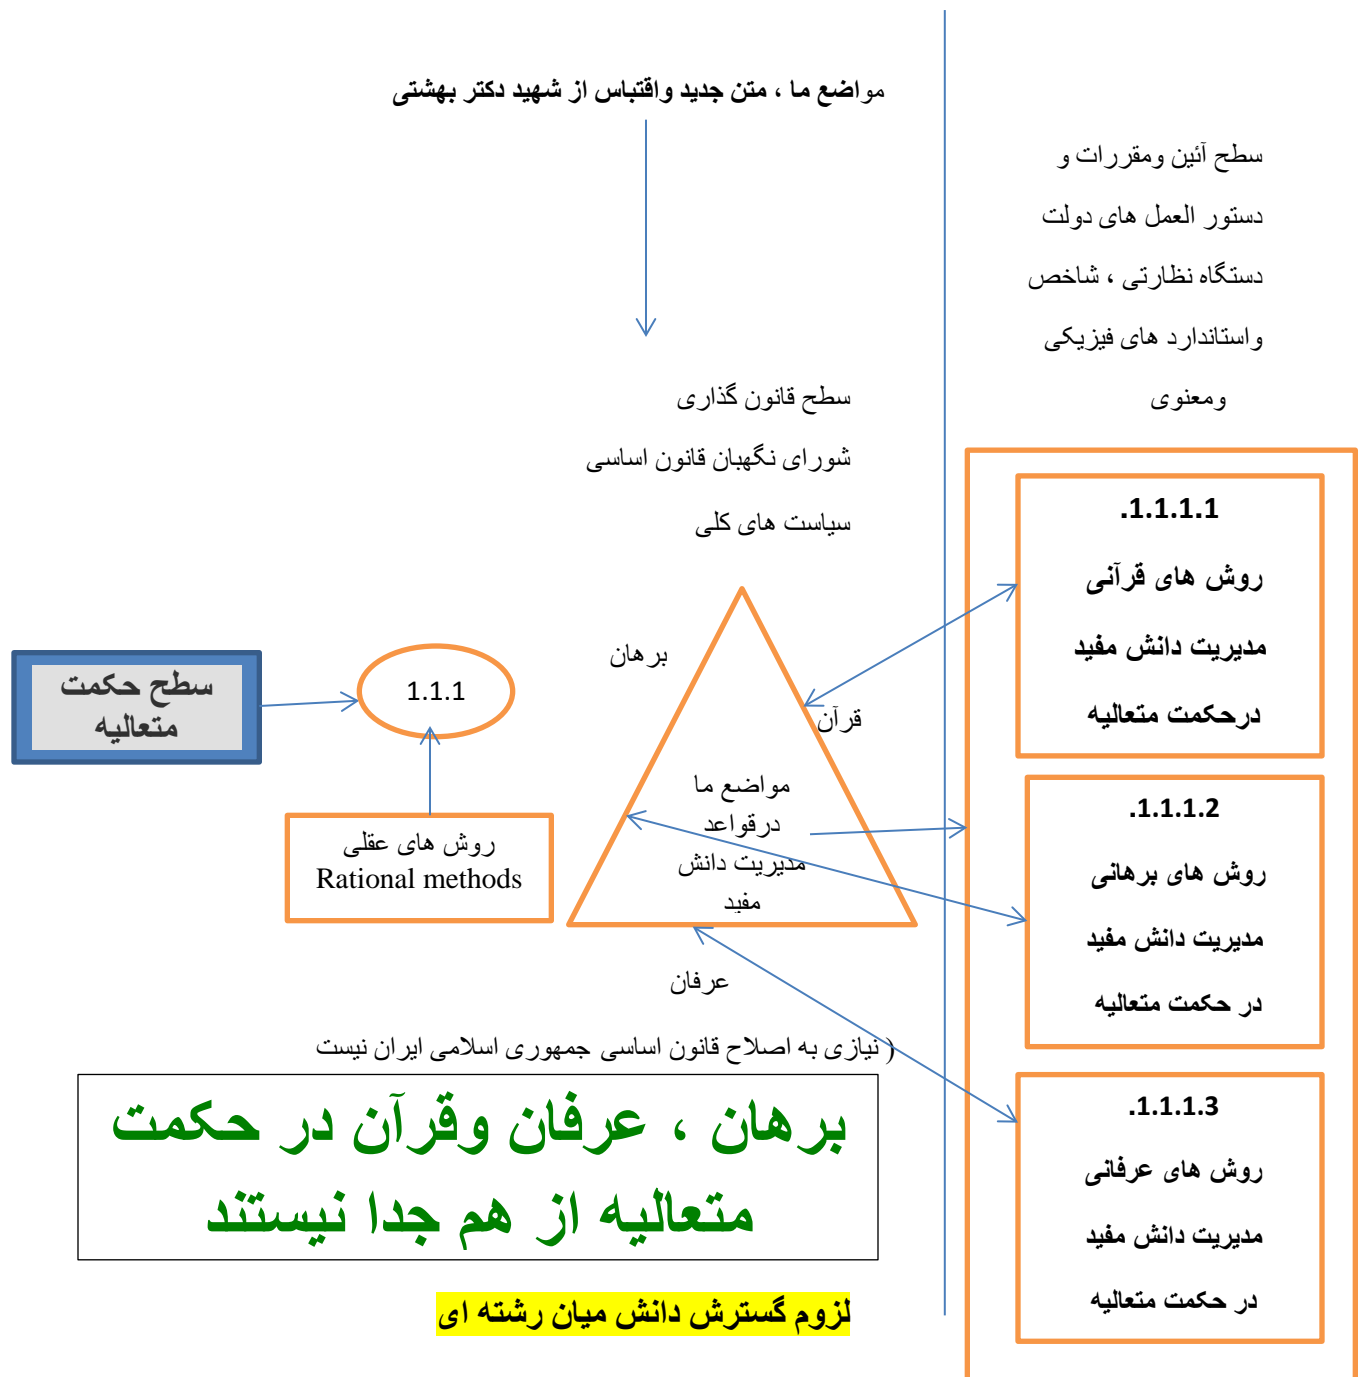 مواضع ما ، متن جدید واقتباس از شهید دکتر بهشتی
سطح آئین ومقررات و
دستور العمل های دولت
دستگاه نظارتی ، شاخص
واستاندارد های فیزیکی
ومعنوی
سطح قانون گذاری
شورای نگهبان قانون اساسی
سیاست های کلی
.1.1.1.1
روش های قرآنی
مدیریت دانش مفید
درحکمت متعالیه
برهان
قرآن
سطح حکمت
متعالیه
1.1.1
روش های عقلی
Rational methods
مواضع ما
درقواعد
مدیریت دانش
مفید
.1.1.1.2
روش های برهانی
مدیریت دانش مفید
در حکمت متعالیه
عرفان
( نیازی به اصلاح قانون اساسی جمهوری اسلامی ایران نیست
برهان ، عرفان وقرآن در حکمت
متعالیه از هم جدا نیستند
.1.1.1.3
روش های عرفانی
مدیریت دانش مفید
در حکمت متعالیه
لزوم گسترش دانش میان رشته ای